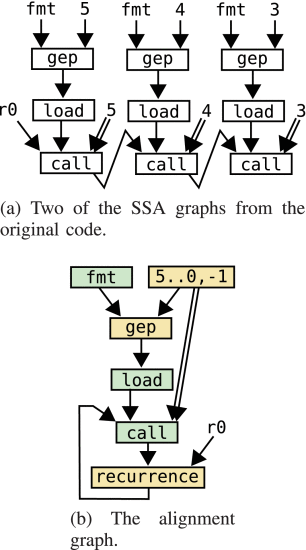 fmt 5 fmt 4 fmt 3
gep gep gep
load load load
r0 5 4 3
call call call
(a) Two of the SSA graphs from the
original code.
fmt 5..0,-1
gep
load
call
r0
recurrence
(b) The alignment
graph.